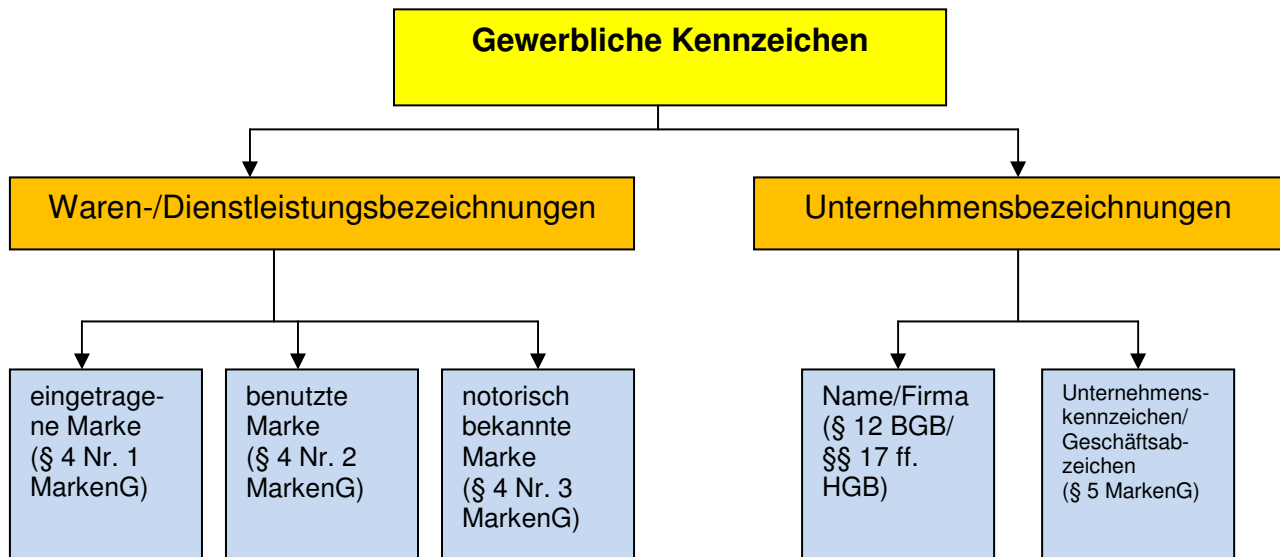 Gewerbliche Kennzeichen
Waren-/Dienstleistungsbezeichnungen
Unternehmensbezeichnungen
eingetrage-
ne Marke
(§ 4 Nr. 1
MarkenG)
benutzte
Marke
(§ 4 Nr. 2
MarkenG)
notorisch
bekannte
Marke
(§ 4 Nr. 3
MarkenG)
Name/Firma
(§ 12 BGB/
§§ 17 ff.
HGB)
Unternehmens-
kennzeichen/
Geschäftsab-
zeichen
(§ 5 MarkenG)